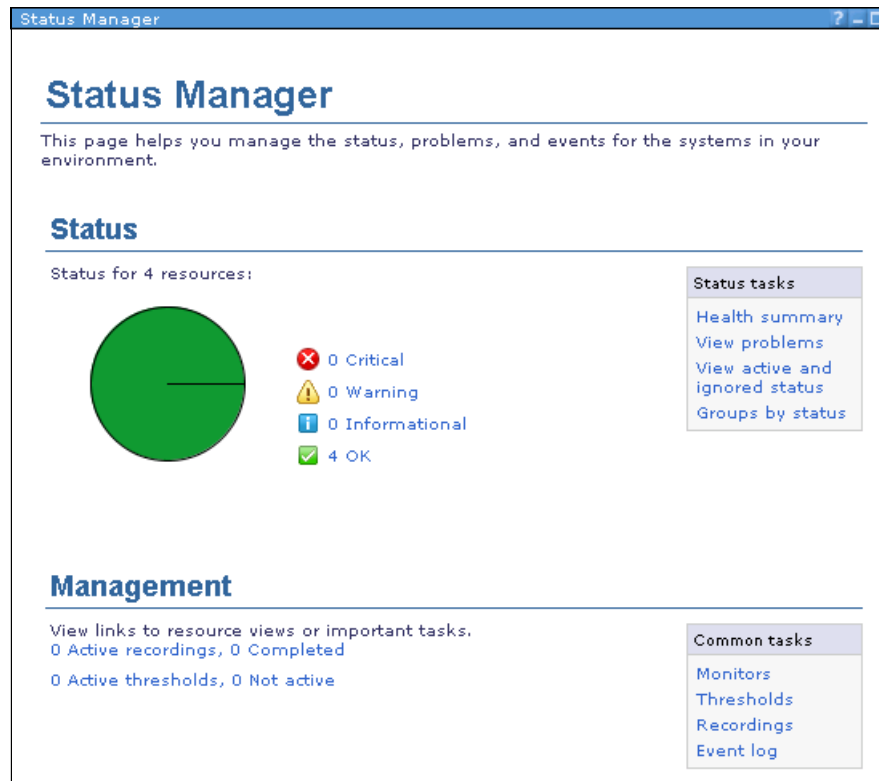 Status Manager
Status Manager
This page helps you manage the status, problems, and events for the systems in your
environment.
Status
Status for 4 resources:
0 Critical
0 Warning
0 Informational
4 OK
Status tasks
Health summary
View problems
View active and
ignored status
Groups by status
Management
View links to resource views or important tasks.
0 Active recordings, 0 Completed
0 Active thresholds, 0 Not active
Common tasks
Monitors
Thresholds
Recordings
Event log